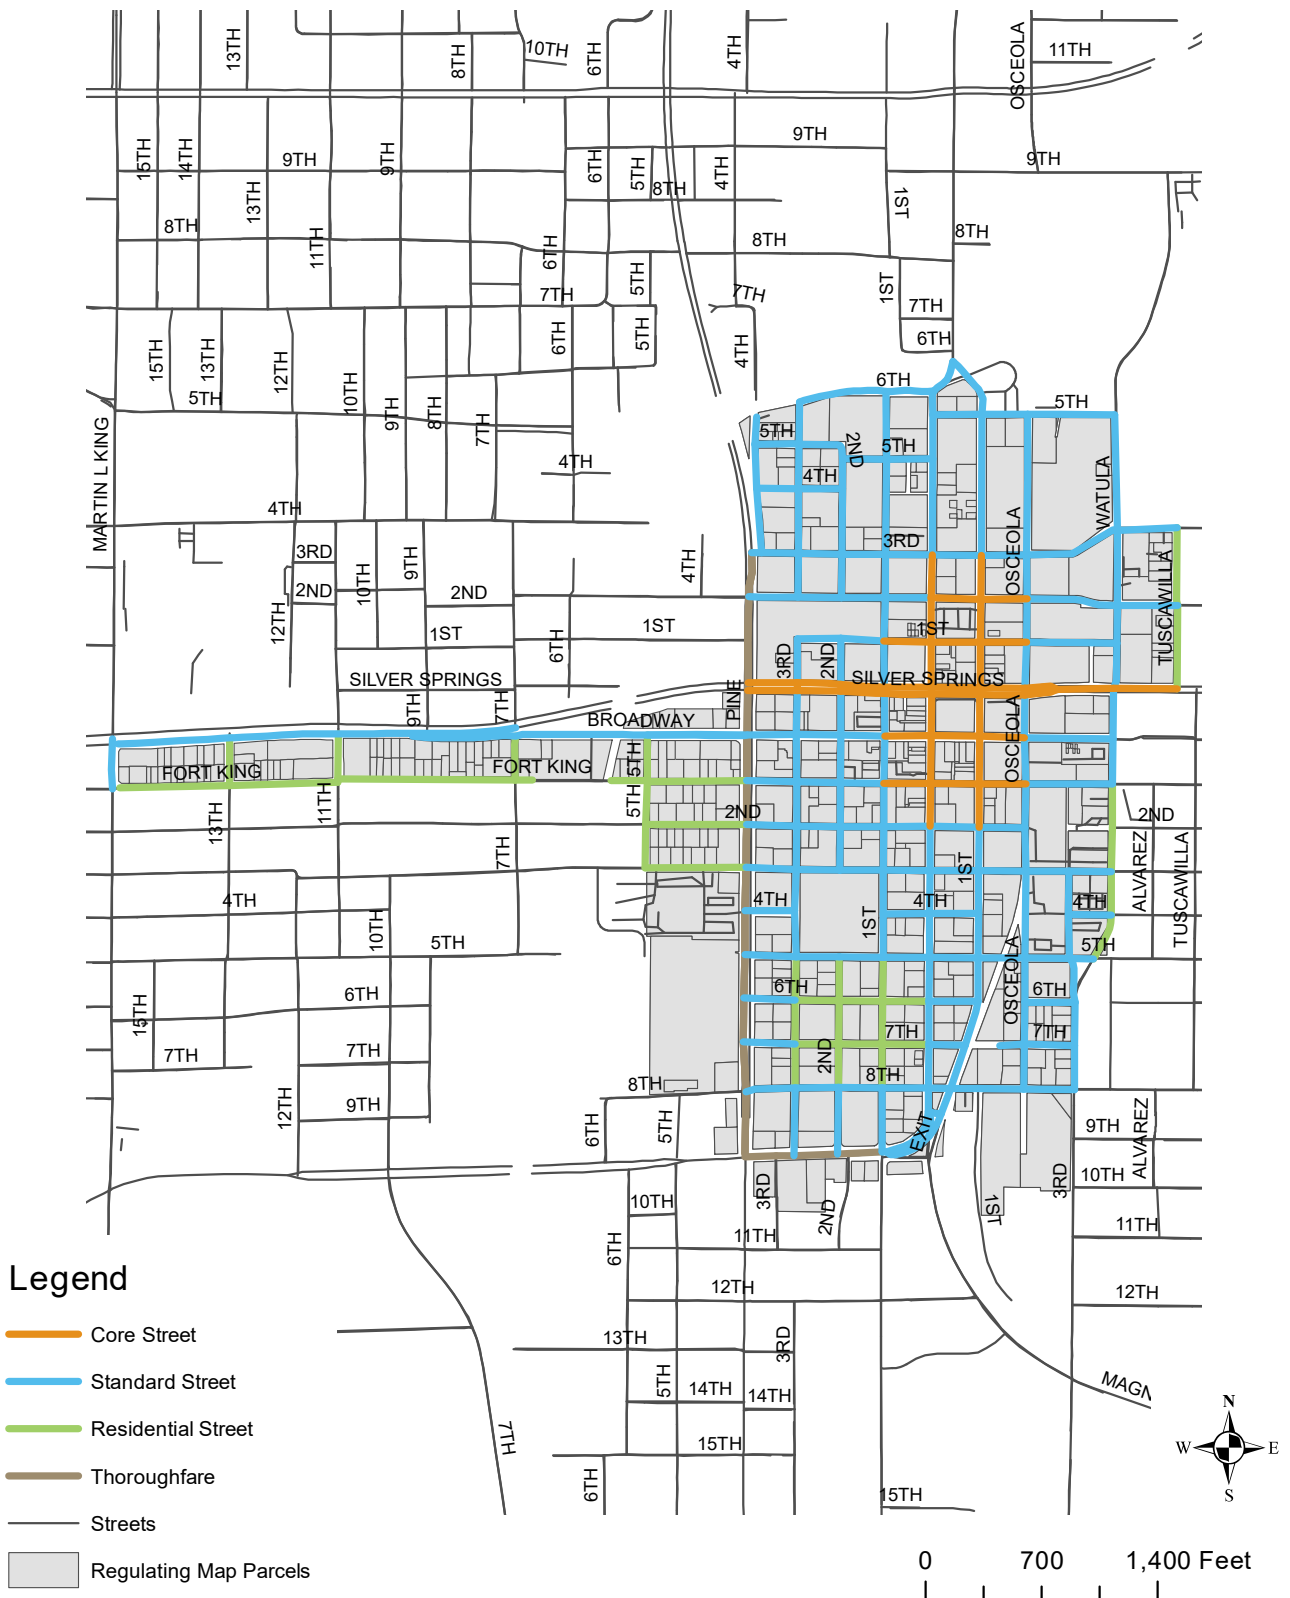 13TH
8TH
10TH
6TH
4TH
OSCEOLA
11TH
9TH
15TH
14TH
9TH
9TH
6TH
5TH
8TH
4TH
9TH
13TH
1ST
8TH
11TH
6TH
8TH
8TH
5TH
7TH
7TH
1ST
7TH
6TH
15TH
13TH
12TH
6TH
5TH
4TH
5TH
10TH
9TH
8TH
7TH
6TH
5TH
MARTIN L KING
5TH
2ND
5TH
4TH
4TH
WATULA
4TH
3RD
OSCEOLA
3RD
9TH
4TH
2ND
10TH
2ND
TUSCAWILLA
12TH
1ST
1ST
1ST
6TH
3RD
2ND
SILVER SPRINGS
SILVER SPRINGS
9TH
7TH
PINE
BROADWAY
OSCEOLA
FORT KING
FORT KING
5TH
13TH
11TH
5TH
2ND
2ND
7TH
1ST
ALVAREZ
TUSCAWILLA
4TH
4TH
4TH
4TH
10TH
5TH
1ST
OSCEOLA
5TH
15TH
6TH
6TH
6TH
7TH
7TH
2ND
7TH
7TH
12TH
9TH
8TH
8TH
6TH
5TH
EXIT
9TH
ALVAREZ
10TH
10TH
3RD
2ND
1ST
3RD
11TH
6TH
11TH
12TH
12TH
13TH
3RD
5TH
14TH
14TH
MAGN
7TH
15TH
6TH
15TH
Legend
Core Street
Standard Street
Residential Street
Thoroughfare
Streets
Regulating Map Parcels
N
W
E
S
0
700
1,400 Feet